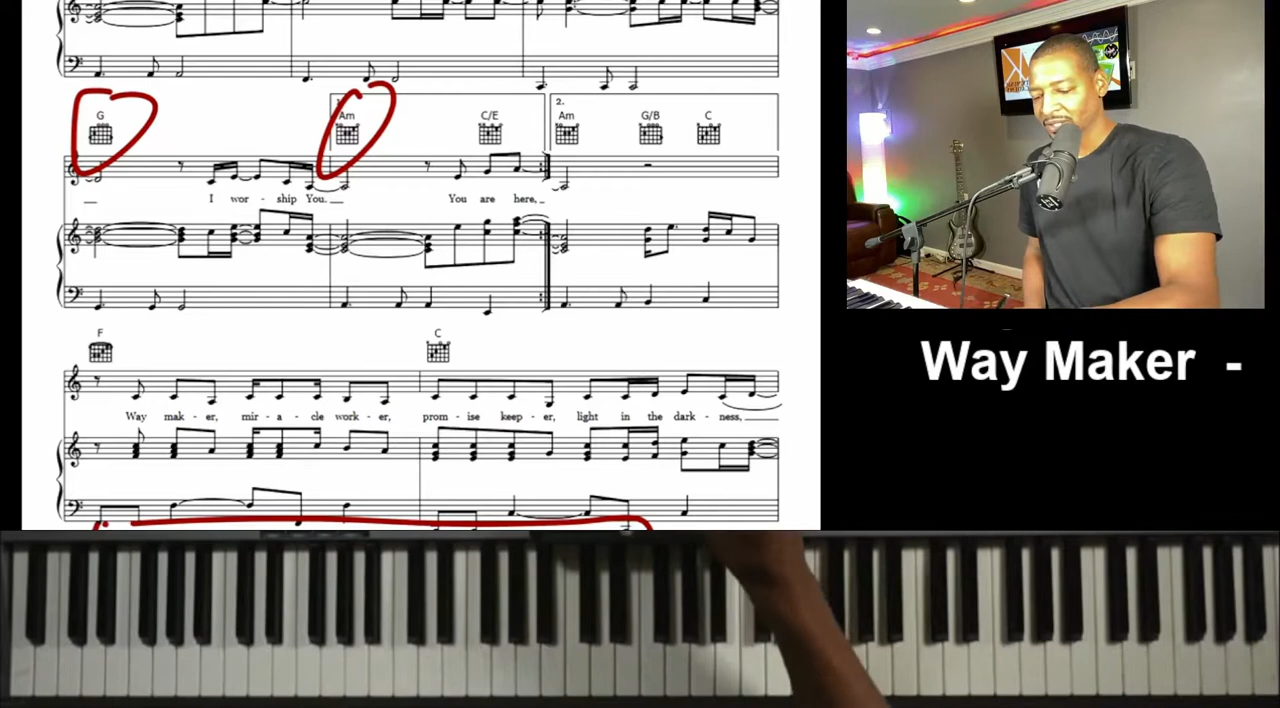 G Am C/E 2. Am G/B C
I wor - ship You. You are here,
F C
Way mak - er, mir - a - cle work - er, prom - ise keep - er, light in the dark - ness,
Way Maker -